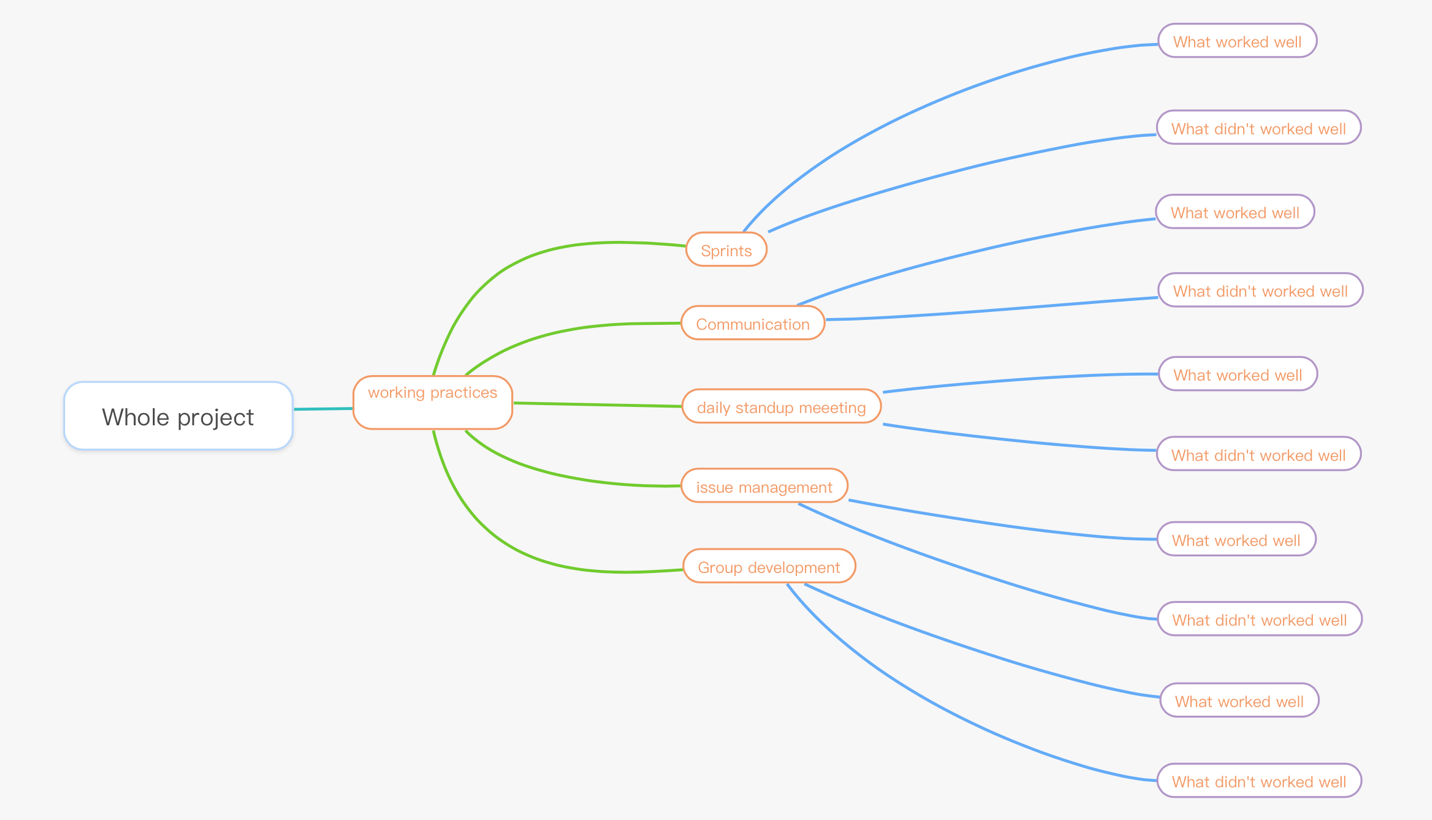 Whole project
working practices
Sprints
What worked well
What didn't worked well
Communication
What worked well
What didn't worked well
daily standup meeeting
What worked well
What didn't worked well
issue management
What worked well
What didn't worked well
Group development
What worked well
What didn't worked well